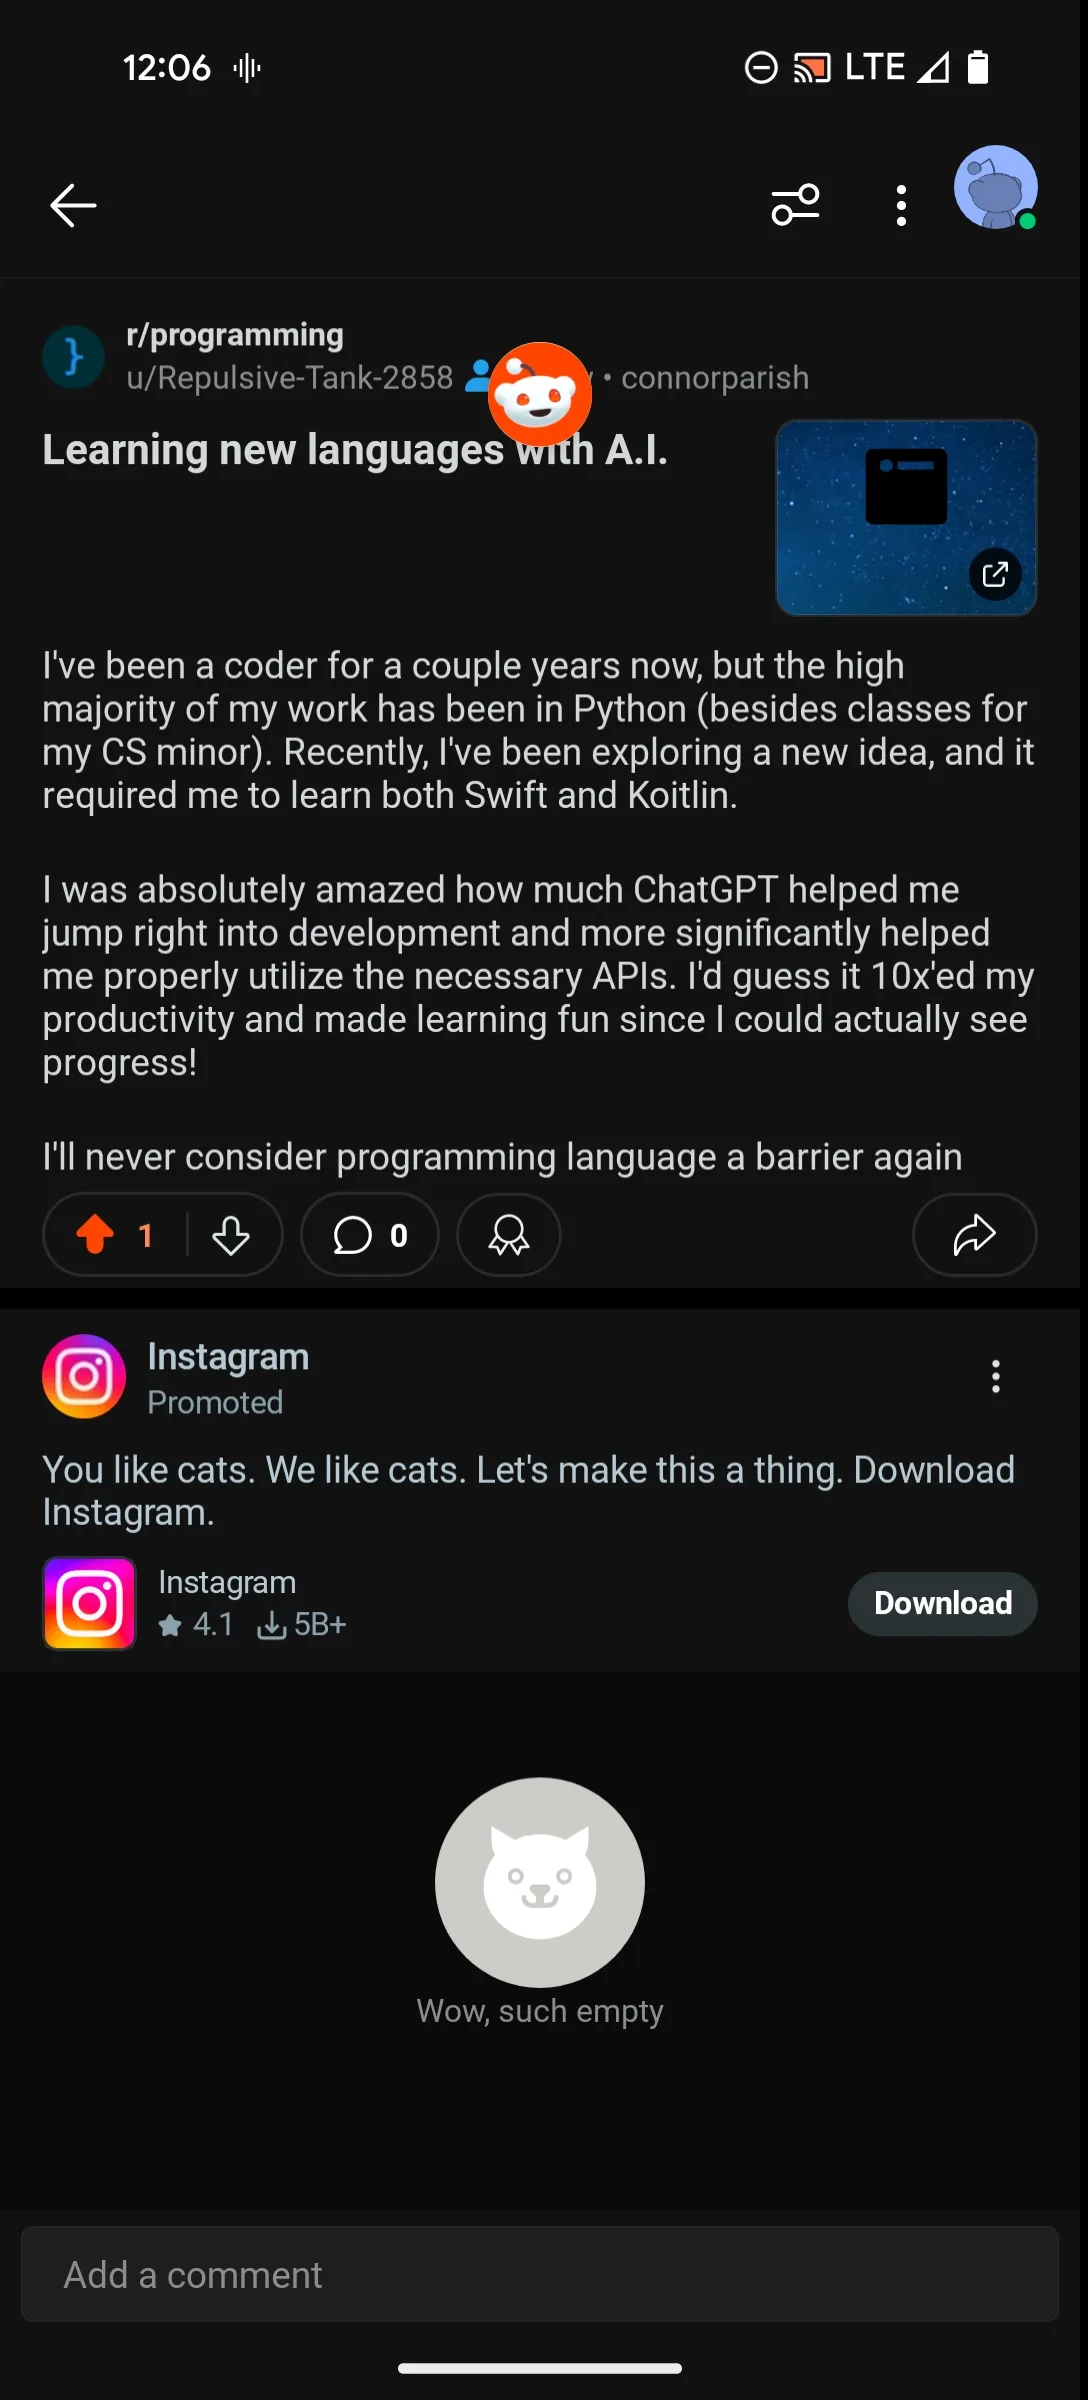 12:06 LTE
r/programming
u/Repulsive-Tank-2858 • connorparish
Learning new languages with A.I.
I've been a coder for a couple years now, but the high
majority of my work has been in Python (besides classes for
my CS minor). Recently, I've been exploring a new idea, and it
required me to learn both Swift and Koitlin.
I was absolutely amazed how much ChatGPT helped me
jump right into development and more significantly helped
me properly utilize the necessary APIs. I'd guess it 10x'ed my
productivity and made learning fun since I could actually see
progress!
I'll never consider programming language a barrier again
1 0
Instagram
Promoted
You like cats. We like cats. Let's make this a thing. Download
Instagram.
Instagram
4.1 5B+
Download
Wow, such empty
Add a comment